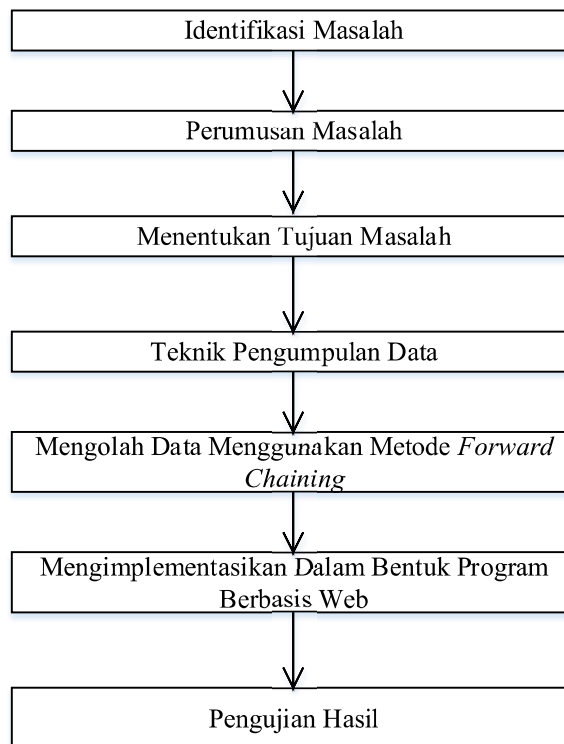 Identifikasi Masalah
Perumusan Masalah
Menentukan Tujuan Masalah
Teknik Pengumpulan Data
Mengolah Data Menggunakan Metode Forward
Chaining
Mengimplementasikan Dalam Bentuk Program
Berbasis Web
Pengujian Hasil